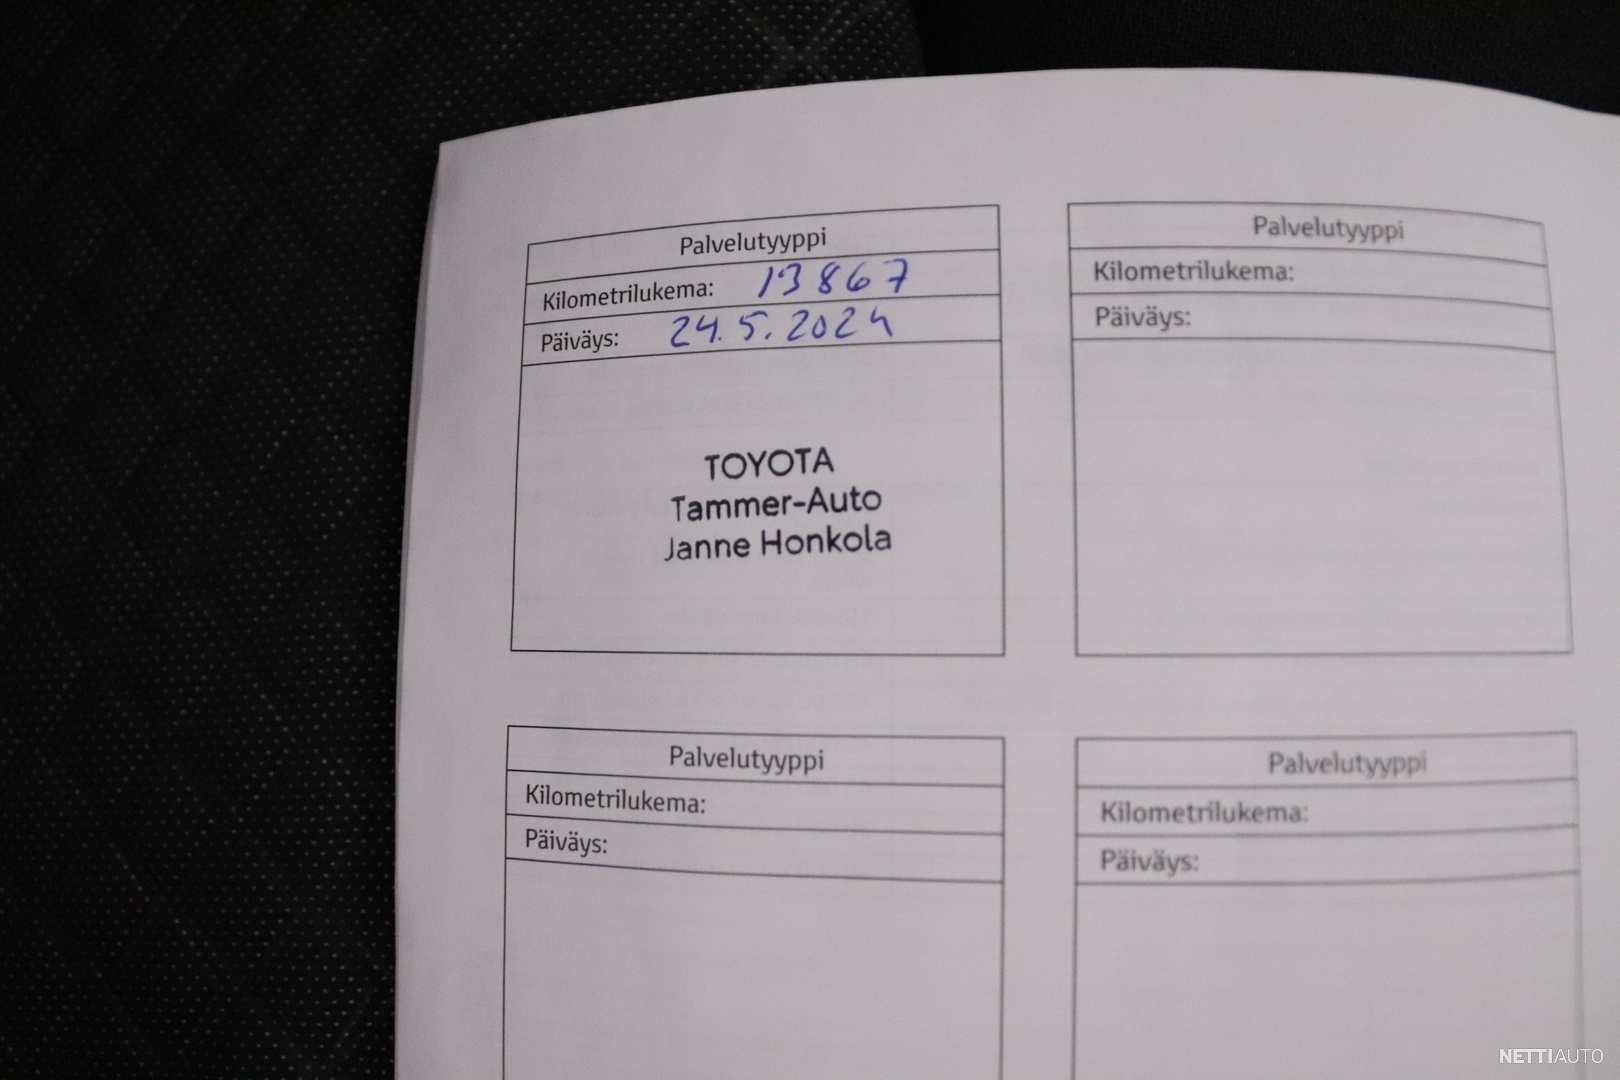 Palvelutyyppi
Kilometrilukema: 13867
Päiväys: 24.5.2024
TOYOTA
Tammer-Auto
Janne Honkola
Palvelutyyppi
Kilometrilukema:
Päiväys:
Palvelutyyppi
Kilometrilukema:
Päiväys:
Palvelutyyppi
Kilometrilukema:
Päiväys:
NETTIAUTO